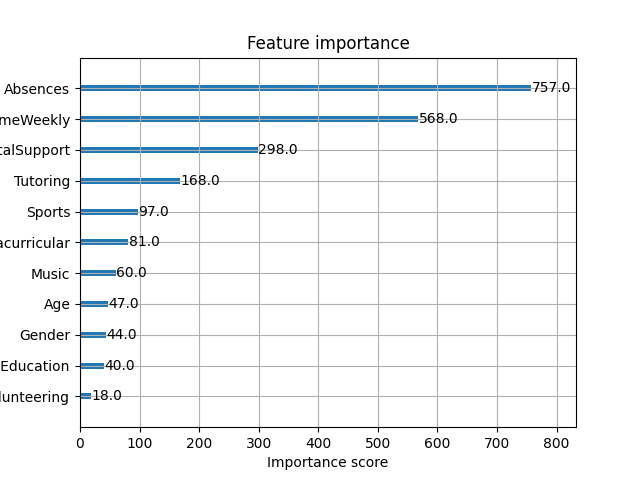 Feature importance
Absences 757.0
meWeekly 568.0
talSupport 298.0
Tutoring 168.0
Sports 97.0
acurricular 81.0
Music 60.0
Age 47.0
Gender 44.0
Education 40.0
lunteering 18.0
0 100 200 300 400 500 600 700 800
Importance score